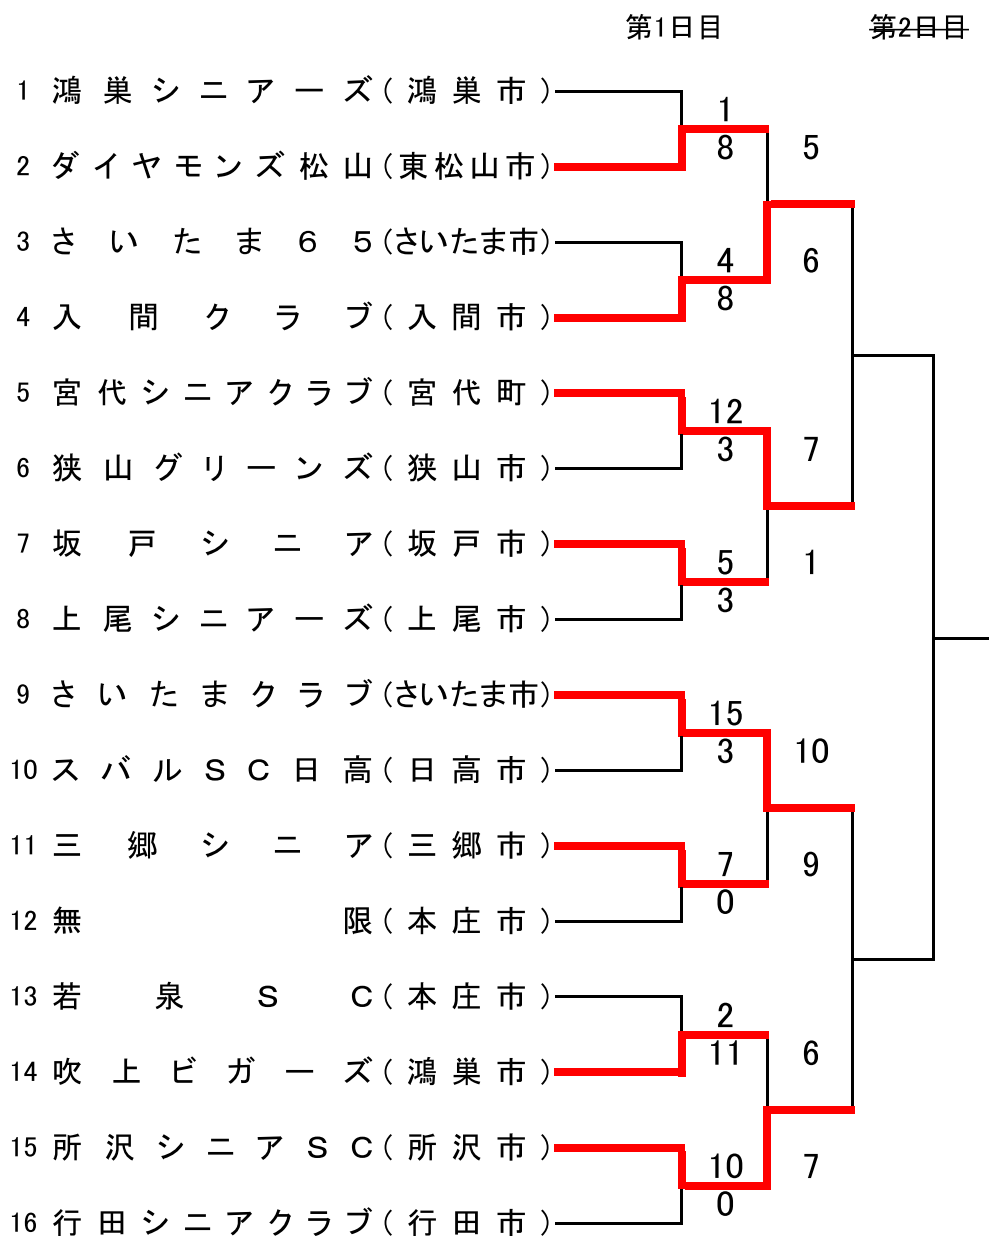 第1日目 第2日目
1 鴻巣シニアーズ(鴻巣市)
1
2 ダイヤモンズ松山(東松山市)
8 5
3 さいたま65(さいたま市)
4 6
4 入間クラブ(入間市)
8
5 宮代シニアクラブ(宮代町)
12
6 狭山グリーンズ(狭山市)
3 7
7 坂戸シニア(坂戸市)
5 1
8 上尾シニアーズ(上尾市)
3
9 さいたまクラブ(さいたま市)
15
10 スバルSC日高(日高市)
3 10
11 三郷シニア(三郷市)
7 9
12 無限(本庄市)
0
13 若泉SC(本庄市)
2
14 吹上ビガーズ(鴻巣市)
11 6
15 所沢シニアSC(所沢市)
10 7
16 行田シニアクラブ(行田市)
0